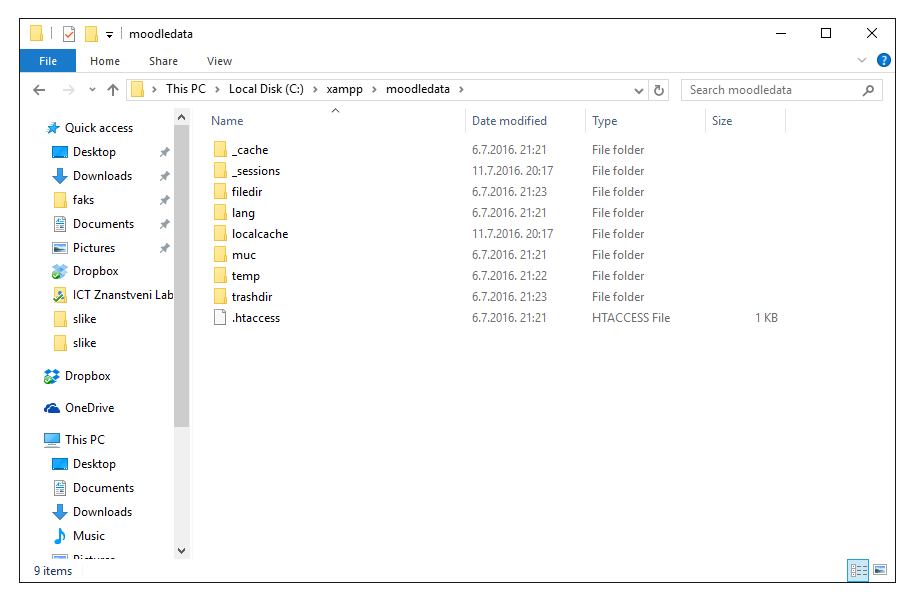 moodledata
File Home Share View
This PC Local Disk (C:) xampp moodledata Search moodledata
Name Date modified Type Size
Quick access
Desktop
Downloads
faks
Documents
Pictures
Dropbox
ICT Znanstveni Lab
slike
slike
Dropbox
OneDrive
This PC
Desktop
Documents
Downloads
Music
Pictures
_cache 6.7.2016. 21:21 File folder
_sessions 11.7.2016. 20:17 File folder
filedir 6.7.2016. 21:23 File folder
lang 6.7.2016. 21:21 File folder
localcache 11.7.2016. 20:17 File folder
muc 6.7.2016. 21:21 File folder
temp 6.7.2016. 21:22 File folder
trashdir 6.7.2016. 21:23 File folder
.htaccess 6.7.2016. 21:21 HTACCESS File 1 KB
9 items